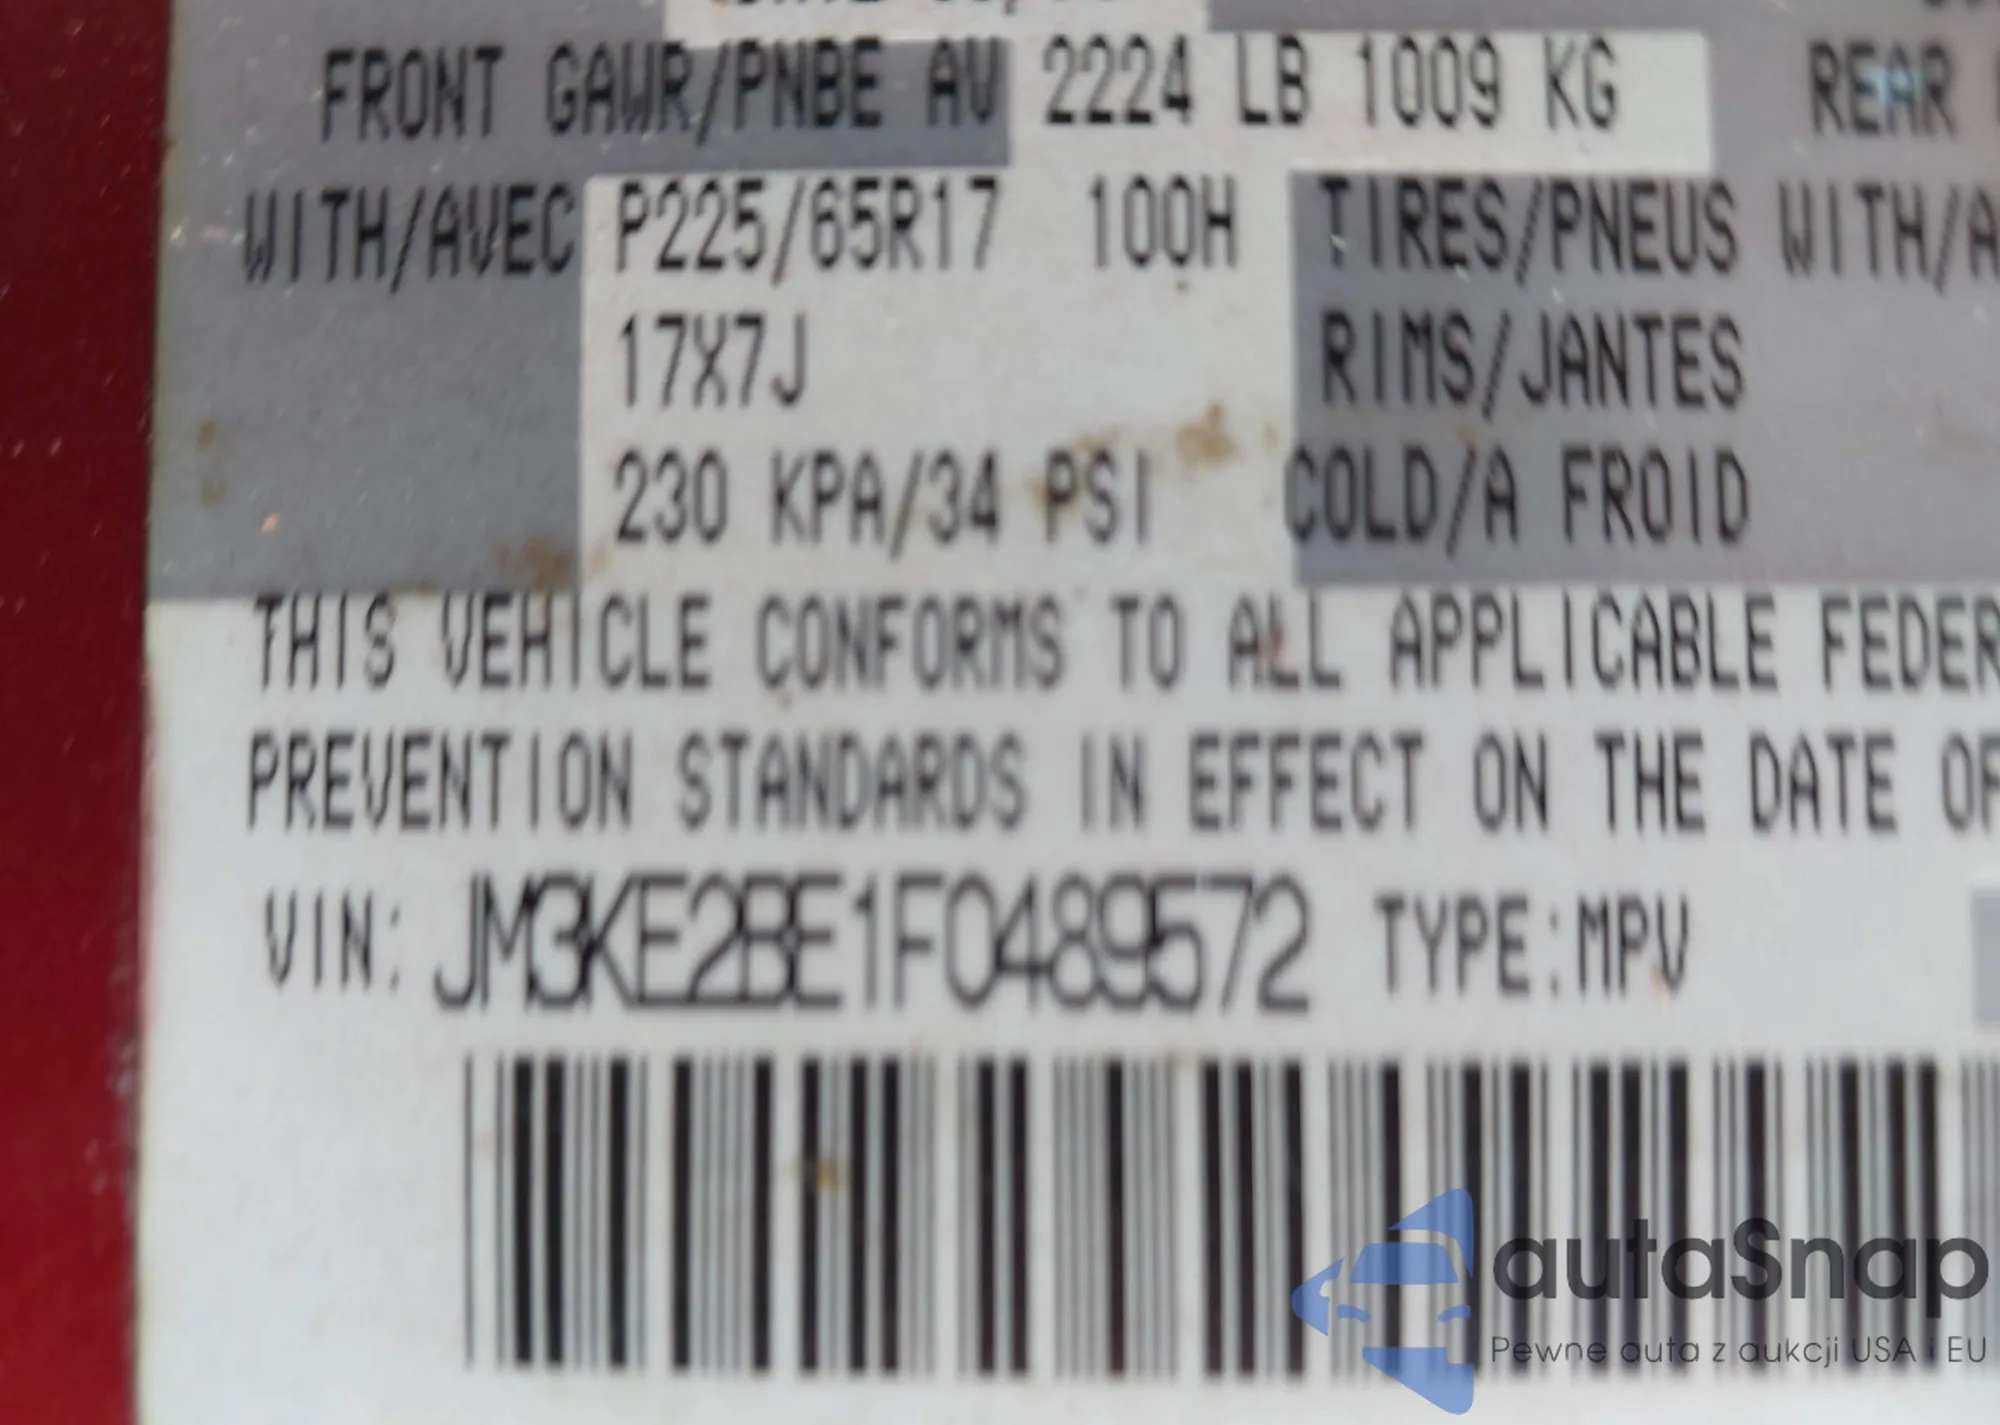 FRONT GAWR/PNBE AV 2224 LB 1009 KG REAR
WITH/AVEC P225/65R17 100H TIRES/PNEUS WITH/A
17X7J RIMS/JANTES
230 KPA/34 PSI COLD/A FROID
THIS VEHICLE CONFORMS TO ALL APPLICABLE FEDER
PREVENTION STANDARDS IN EFFECT ON THE DATE OF
VIN: JM3KE2BE1F0489572 TYPE:MPV
autaSnap
Pewne auta z aukcji USA i EU